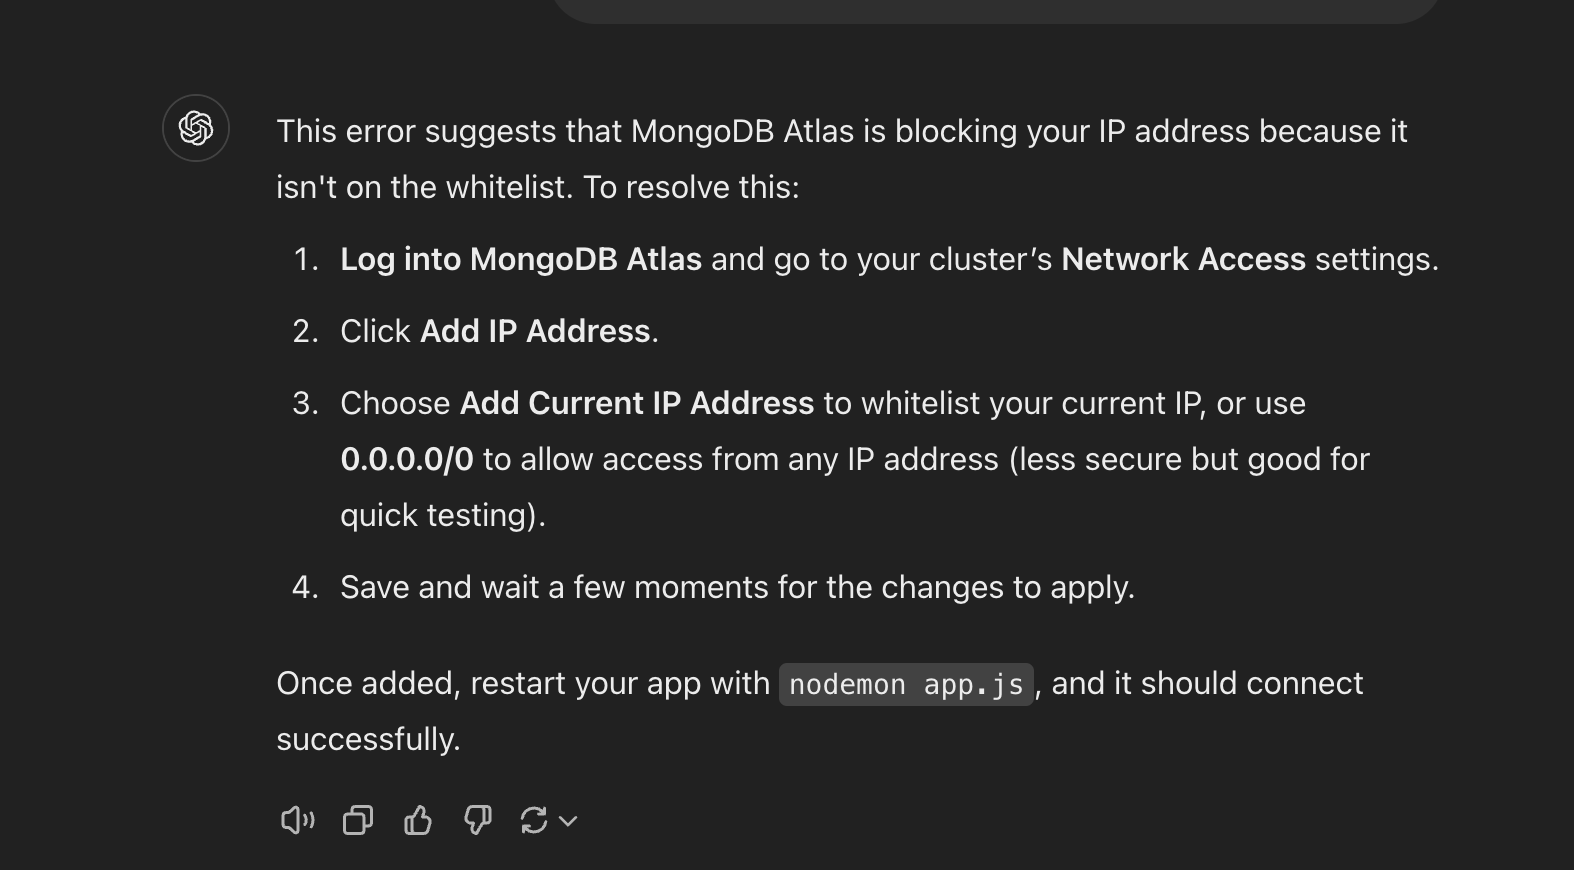 This error suggests that MongoDB Atlas is blocking your IP address because it
isn't on the whitelist. To resolve this:
1. Log into MongoDB Atlas and go to your cluster’s Network Access settings.
2. Click Add IP Address.
3. Choose Add Current IP Address to whitelist your current IP, or use
0.0.0.0/0 to allow access from any IP address (less secure but good for
quick testing).
4. Save and wait a few moments for the changes to apply.
Once added, restart your app with nodemon app.js, and it should connect
successfully.